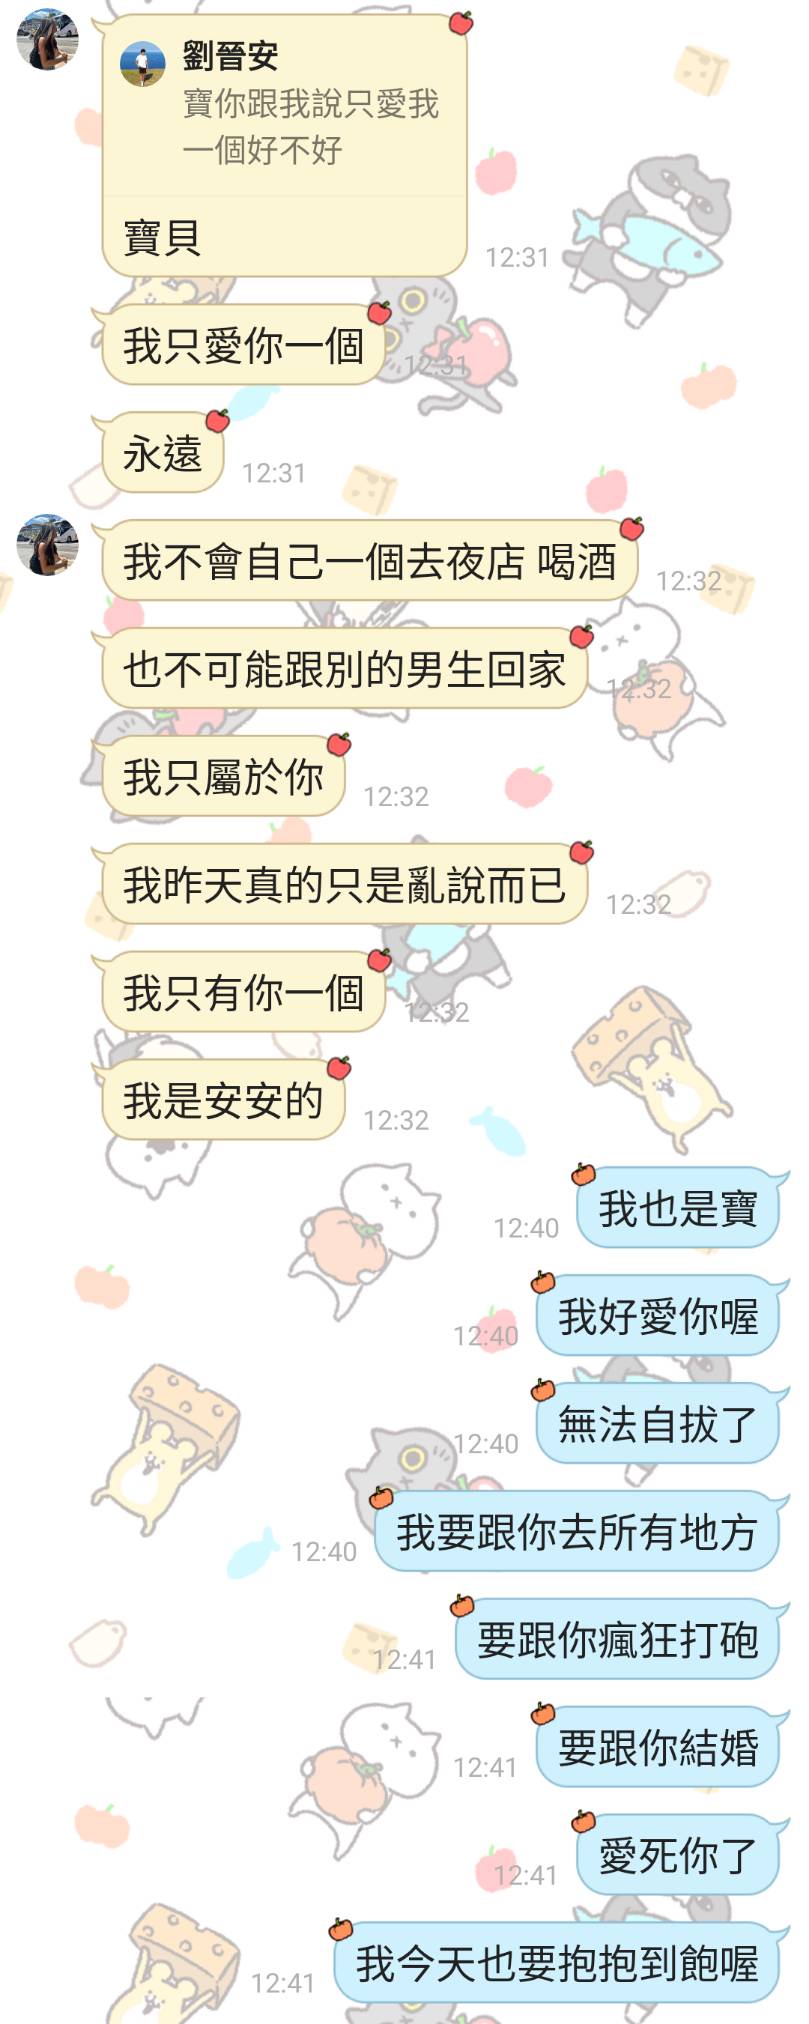 劉晉安
寶你跟我說只愛我
一個好不好
寶貝
12:31
我只愛你一個
12:31
永遠
12:31
我不會自己一個去夜店 喝酒
12:32
也不可能跟別的男生回家
12:32
我只屬於你
12:32
我昨天真的只是亂說而已
12:32
我只有你一個
12:32
我是安安的
12:32
我也是寶
12:40
我好愛你喔
12:40
無法自拔了
12:40
我要跟你去所有地方
12:40
要跟你瘋狂打砲
12:41
要跟你結婚
12:41
愛死你了
12:41
我今天也要抱抱到飽喔
12:41